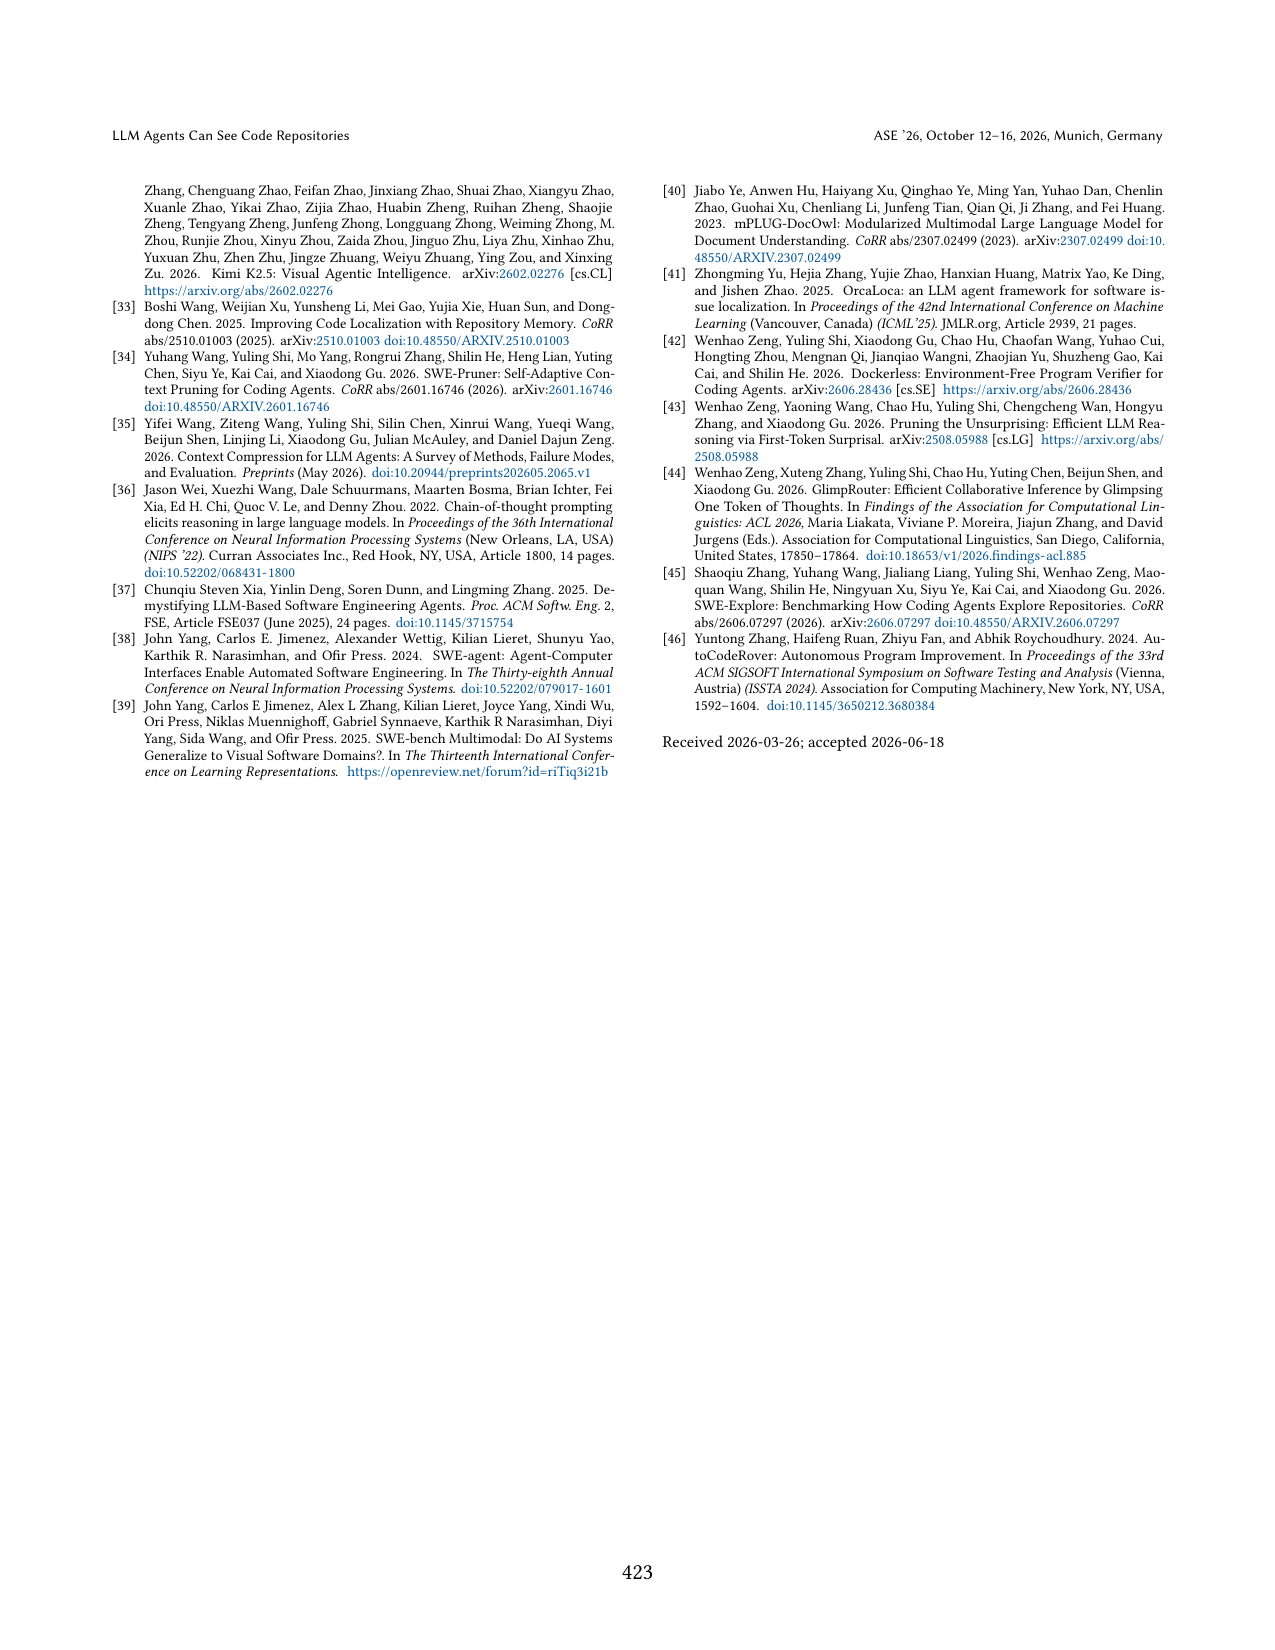 LLM Agents Can See Code Repositories
ASE ’26, October 12–16, 2026, Munich, Germany
Zhang, Chenguang Zhao, Feifan Zhao, Jinxiang Zhao, Shuai Zhao, Xiangyu Zhao,
Xuanle Zhao, Yikai Zhao, Zijia Zhao, Huabin Zheng, Ruihan Zheng, Shaojie
Zheng, Tengyang Zheng, Junfeng Zhong, Longguang Zhong, Weiming Zhong, M.
Zhou, Runjie Zhou, Xinyu Zhou, Zaida Zhou, Jinguo Zhu, Liya Zhu, Xinhao Zhu,
Yuxuan Zhu, Zhen Zhu, Jingze Zhuang, Weiyu Zhuang, Ying Zou, and Xinxing
Zu. 2026. Kimi K2.5: Visual Agentic Intelligence. arXiv:2602.02276 [cs.CL]
https://arxiv.org/abs/2602.02276
[33] Boshi Wang, Weijian Xu, Yunsheng Li, Mei Gao, Yujia Xie, Huan Sun, and Dong-
dong Chen. 2025. Improving Code Localization with Repository Memory. CoRR
abs/2510.01003 (2025). arXiv:2510.01003 doi:10.48550/ARXIV.2510.01003
[34] Yuhang Wang, Yuling Shi, Mo Yang, Rongrui Zhang, Shilin He, Heng Lian, Yuting
Chen, Siyu Ye, Kai Cai, and Xiaodong Gu. 2026. SWE-Pruner: Self-Adaptive Con-
text Pruning for Coding Agents. CoRR abs/2601.16746 (2026). arXiv:2601.16746
doi:10.48550/ARXIV.2601.16746
[35] Yifei Wang, Ziteng Wang, Yuling Shi, Silin Chen, Xinrui Wang, Yueqi Wang,
Beijun Shen, Linjing Li, Xiaodong Gu, Julian McAuley, and Daniel Dajun Zeng.
2026. Context Compression for LLM Agents: A Survey of Methods, Failure Modes,
and Evaluation. Preprints (May 2026). doi:10.20944/preprints202605.2065.v1
[36] Jason Wei, Xuezhi Wang, Dale Schuurmans, Maarten Bosma, Brian Ichter, Fei
Xia, Ed H. Chi, Quoc V. Le, and Denny Zhou. 2022. Chain-of-thought prompting
elicits reasoning in large language models. In Proceedings of the 36th International
Conference on Neural Information Processing Systems (New Orleans, LA, USA)
(NIPS ’22). Curran Associates Inc., Red Hook, NY, USA, Article 1800, 14 pages.
doi:10.52202/068431-1800
[37] Chunqiu Steven Xia, Yinlin Deng, Soren Dunn, and Lingming Zhang. 2025. De-
mystifying LLM-Based Software Engineering Agents. Proc. ACM Softw. Eng. 2,
FSE, Article FSE037 (June 2025), 24 pages. doi:10.1145/3715754
[38] John Yang, Carlos E. Jimenez, Alexander Wettig, Kilian Lieret, Shunyu Yao,
Karthik R. Narasimhan, and Ofir Press. 2024. SWE-agent: Agent-Computer
Interfaces Enable Automated Software Engineering. In The Thirty-eighth Annual
Conference on Neural Information Processing Systems. doi:10.52202/079017-1601
[39] John Yang, Carlos E Jimenez, Alex L Zhang, Kilian Lieret, Joyce Yang, Xindi Wu,
Ori Press, Niklas Muennighoff, Gabriel Synnaeve, Karthik R Narasimhan, Diyi
Yang, Sida Wang, and Ofir Press. 2025. SWE-bench Multimodal: Do AI Systems
Generalize to Visual Software Domains?. In The Thirteenth International Confer-
ence on Learning Representations. https://openreview.net/forum?id=riTiq3i21b
[40] Jiabo Ye, Anwen Hu, Haiyang Xu, Qinghao Ye, Ming Yan, Yuhao Dan, Chenlin
Zhao, Guohai Xu, Chenliang Li, Junfeng Tian, Qian Qi, Ji Zhang, and Fei Huang.
2023. mPLUG-DocOwl: Modularized Multimodal Large Language Model for
Document Understanding. CoRR abs/2307.02499 (2023). arXiv:2307.02499 doi:10.
48550/ARXIV.2307.02499
[41] Zhongming Yu, Hejia Zhang, Yujie Zhao, Hanxian Huang, Matrix Yao, Ke Ding,
and Jishen Zhao. 2025. OrcaLoca: an LLM agent framework for software is-
sue localization. In Proceedings of the 42nd International Conference on Machine
Learning (Vancouver, Canada) (ICML’25). JMLR.org, Article 2939, 21 pages.
[42] Wenhao Zeng, Yuling Shi, Xiaodong Gu, Chao Hu, Chaofan Wang, Yuhao Cui,
Hongting Zhou, Mengnan Qi, Jianqiao Wangni, Zhaojian Yu, Shuzheng Gao, Kai
Cai, and Shilin He. 2026. Dockerless: Environment-Free Program Verifier for
Coding Agents. arXiv:2606.28436 [cs.SE] https://arxiv.org/abs/2606.28436
[43] Wenhao Zeng, Yaoning Wang, Chao Hu, Yuling Shi, Chengcheng Wan, Hongyu
Zhang, and Xiaodong Gu. 2026. Pruning the Unsurprising: Efficient LLM Rea-
soning via First-Token Surprisal. arXiv:2508.05988 [cs.LG] https://arxiv.org/abs/
2508.05988
[44] Wenhao Zeng, Xuteng Zhang, Yuling Shi, Chao Hu, Yuting Chen, Beijun Shen, and
Xiaodong Gu. 2026. GlimpRouter: Efficient Collaborative Inference by Glimpsing
One Token of Thoughts. In Findings of the Association for Computational Lin-
guistics: ACL 2026, Maria Liakata, Viviane P. Moreira, Jiajun Zhang, and David
Jurgens (Eds.). Association for Computational Linguistics, San Diego, California,
United States, 17850–17864. doi:10.18653/v1/2026.findings-acl.885
[45] Shaoqiu Zhang, Yuhang Wang, Jialiang Liang, Yuling Shi, Wenhao Zeng, Mao-
quan Wang, Shilin He, Ningyuan Xu, Siyu Ye, Kai Cai, and Xiaodong Gu. 2026.
SWE-Explore: Benchmarking How Coding Agents Explore Repositories. CoRR
abs/2606.07297 (2026). arXiv:2606.07297 doi:10.48550/ARXIV.2606.07297
[46] Yuntong Zhang, Haifeng Ruan, Zhiyu Fan, and Abhik Roychoudhury. 2024. Au-
toCodeRover: Autonomous Program Improvement. In Proceedings of the 33rd
ACM SIGSOFT International Symposium on Software Testing and Analysis (Vienna,
Austria) (ISSTA 2024). Association for Computing Machinery, New York, NY, USA,
1592–1604. doi:10.1145/3650212.3680384
Received 2026-03-26; accepted 2026-06-18
423